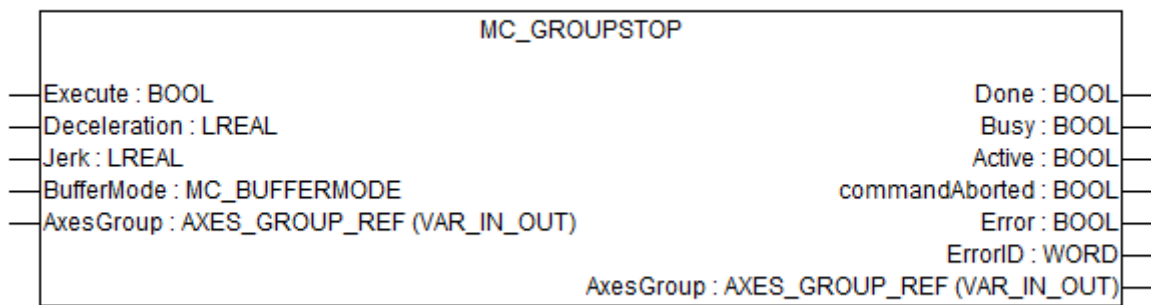 MC_GROUPSTOP
Execute : BOOL
Done : BOOL
Deceleration : LREAL
Busy : BOOL
Jerk : LREAL
Active : BOOL
BufferMode : MC_BUFFERMODE
commandAborted : BOOL
AxesGroup : AXES_GROUP_REF (VAR_IN_OUT)
Error : BOOL
ErrorID : WORD
AxesGroup : AXES_GROUP_REF (VAR_IN_OUT)